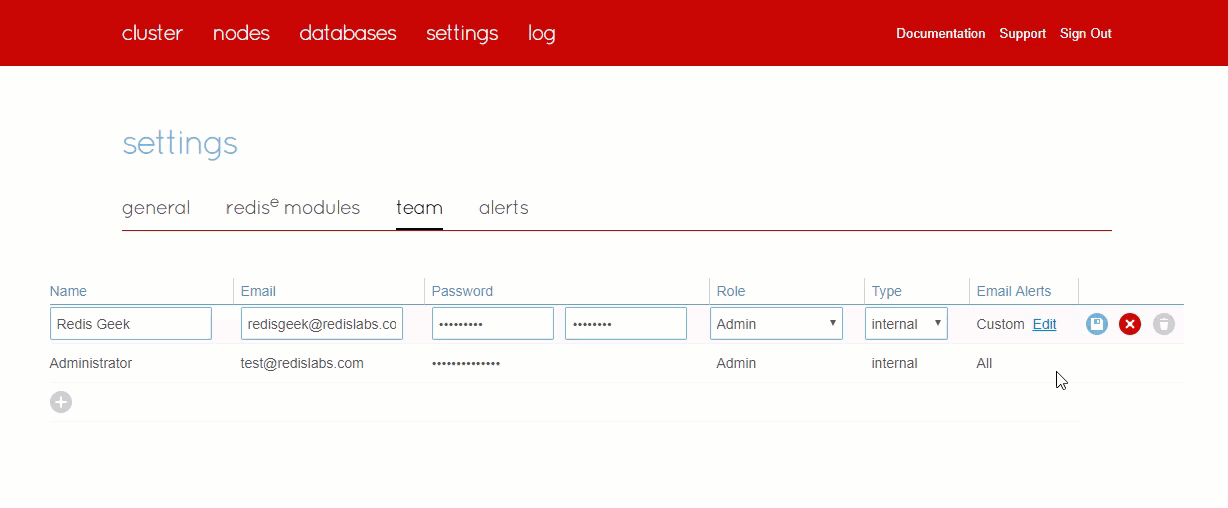 cluster nodes databases settings log Documentation Support Sign Out
settings
general redise modules team alerts
Name Email Password Role Type Email Alerts
Redis Geek redisgeek@redislabs.co ••••••••• •••••••• Admin internal Custom Edit
Administrator test@redislabs.com •••••••••••••• Admin internal All